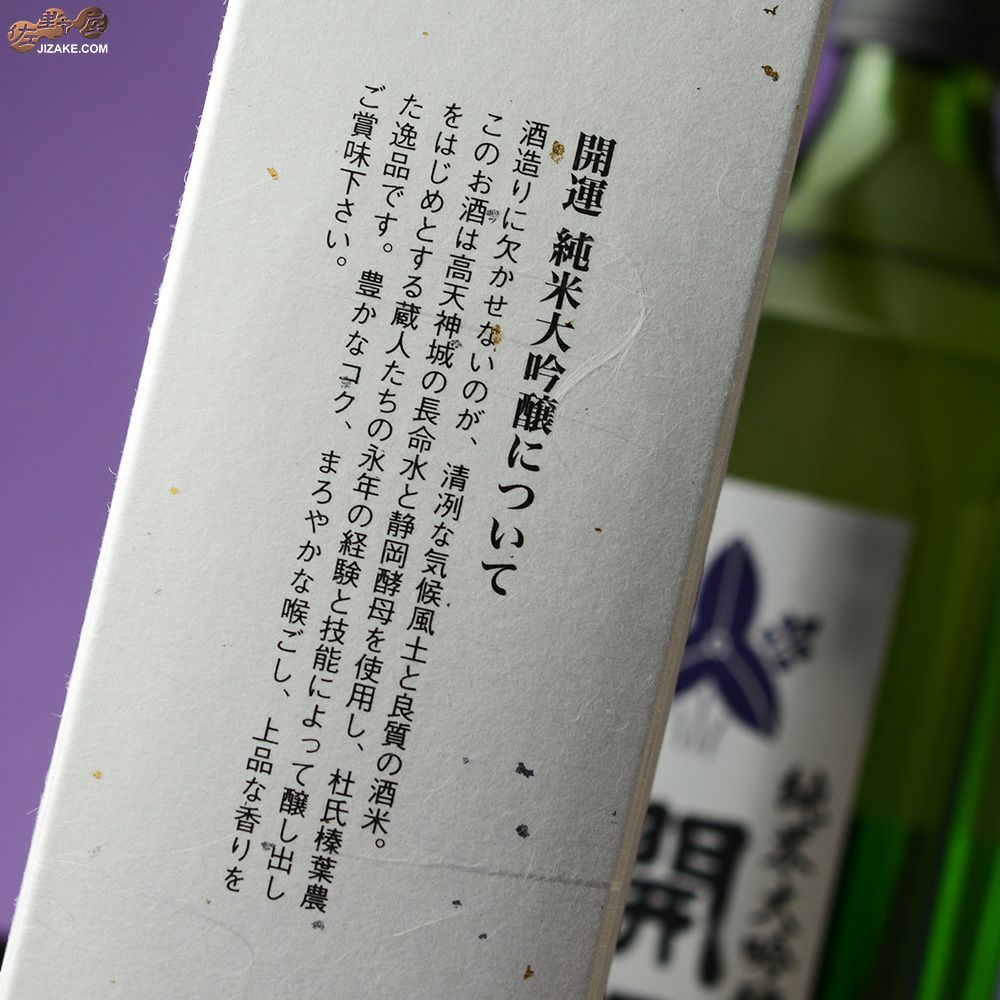 佐野屋
JIZAKE.COM
開運 純米大吟醸について
酒造りに欠かせないのが、清冽な気候風土と良質の酒米。
このお酒は高天神城の長命水と静岡酵母を使用し、杜氏榛葉農
をはじめとする蔵人たちの永年の経験と技能によって醸し出し
た逸品です。豊かなコク、まろやかな喉ごし、上品な香りを
ご賞味下さい。
純米大吟醸
開